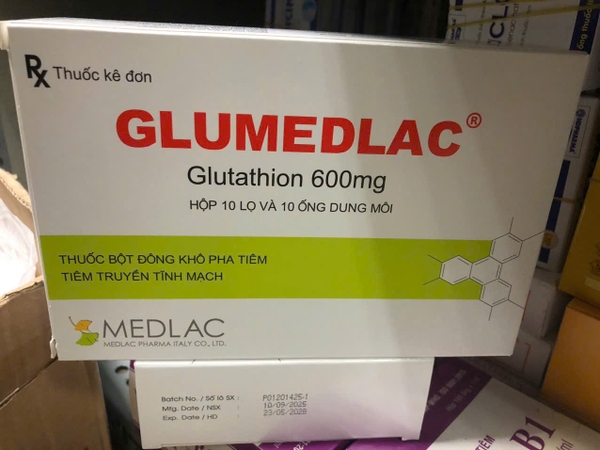 Rx Thuốc kê đơn
GLUMEDLAC®
Glutathion 600mg
HỘP 10 LỌ VÀ 10 ỐNG DUNG MÔI
THUỐC BỘT ĐÔNG KHÔ PHA TIÊM
TIÊM TRUYỀN TĨNH MẠCH
MEDLAC
MEDLAC PHARMA ITALY CO., LTD.
Batch No. / Số lô SX : P01201425-1
Mfg. Date / NSX : 10/09/2025
Exp. Date / HD : 23/05/2028
B1